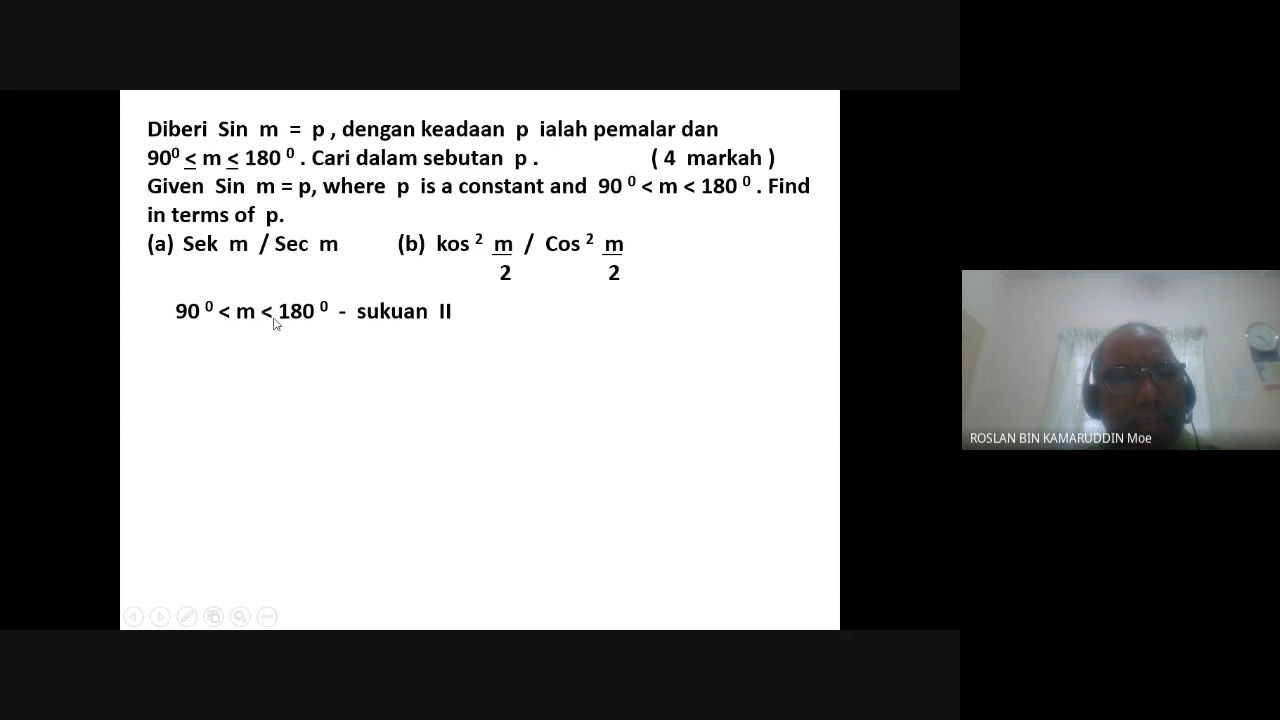 Diberi Sin m = p , dengan keadaan p ialah pemalar dan
90⁰ ≤ m ≤ 180 ⁰ . Cari dalam sebutan p . ( 4 markah )
Given Sin m = p, where p is a constant and 90 ⁰ < m < 180 ⁰ . Find
in terms of p.
(a) Sek m / Sec m (b) kos ² m / Cos ² m
2 2
90 ⁰ < m < 180 ⁰ - sukuan II
ROSLAN BIN KAMARUDDIN Moe